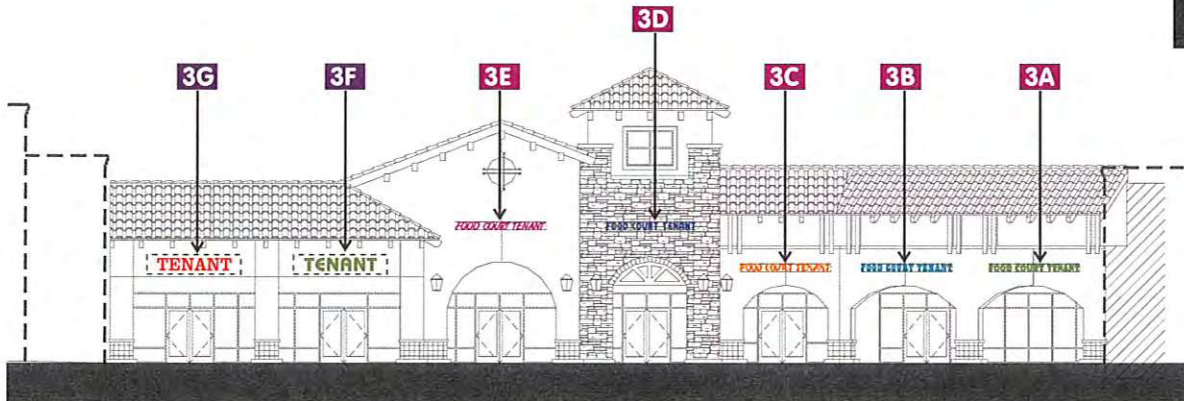 3D
3G
3F
3E
3C
3B
3A
FOOD COURT TENANT
FOOD COURT TENANT
TENANT
TENANT
FOOD COURT TENANT
FOOD COURT TENANT
FOOD COURT TENANT